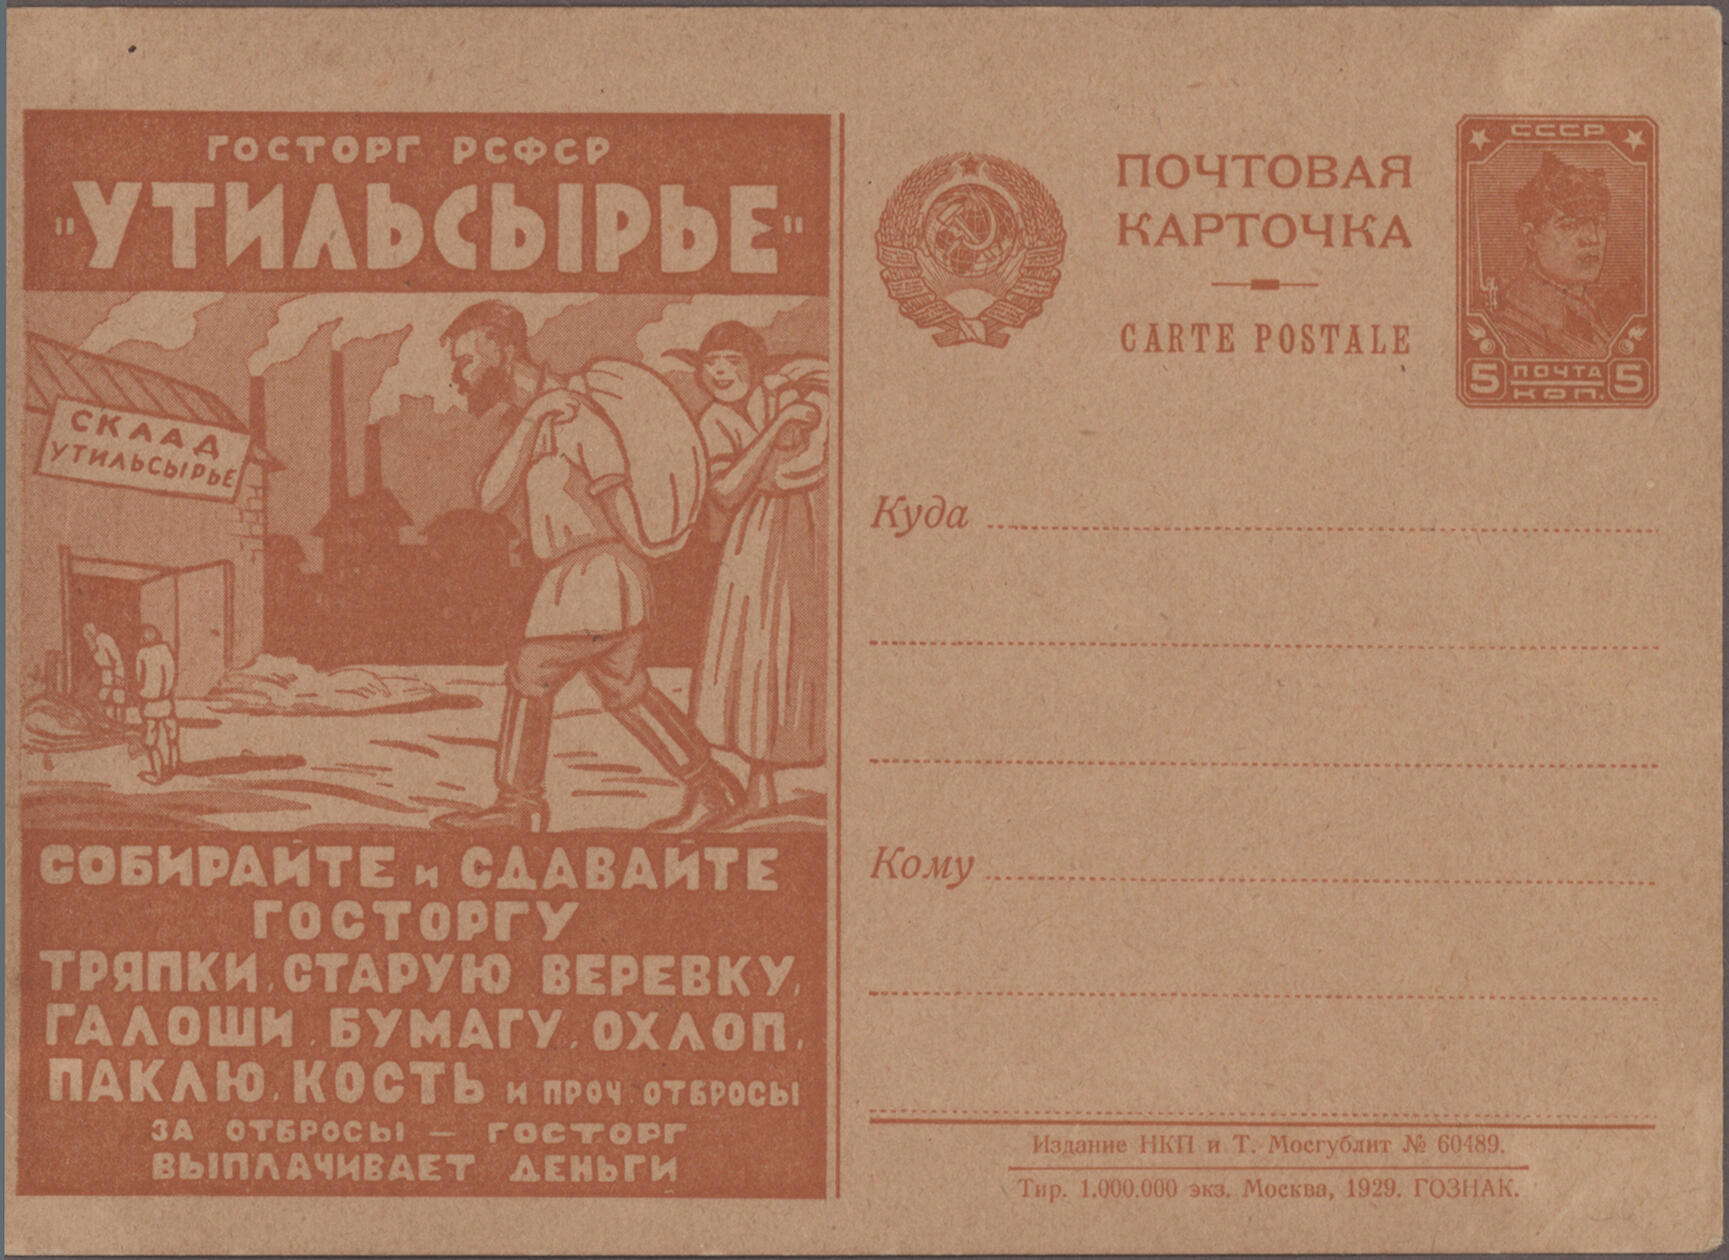 ГОСТОРГ РСФСР
"УТИЛЬСЫРЬЕ"
СКЛАД
УТИЛЬСЫРЬЕ
СОБИРАЙТЕ и СДАВАЙТЕ
ГОСТОРГУ
ТРЯПКИ, СТАРУЮ ВЕРЕВКУ,
ГАЛОШИ, БУМАГУ, ОХЛОП,
ПАКЛЮ, КОСТЬ И ПРОЧ. ОТБРОСЫ
ЗА ОТБРОСЫ — ГОСТОРГ
ВЫПЛАЧИВАЕТ ДЕНЬГИ
ПОЧТОВАЯ
КАРТОЧКА
CARTE POSTALE
СССР
5 ПОЧТА 5
КОП.
Куда
Кому
Издание НКП и Т. Мосгублит № 60489.
Тир. 1.000.000 экз. Москва, 1929. ГОЗНАК.